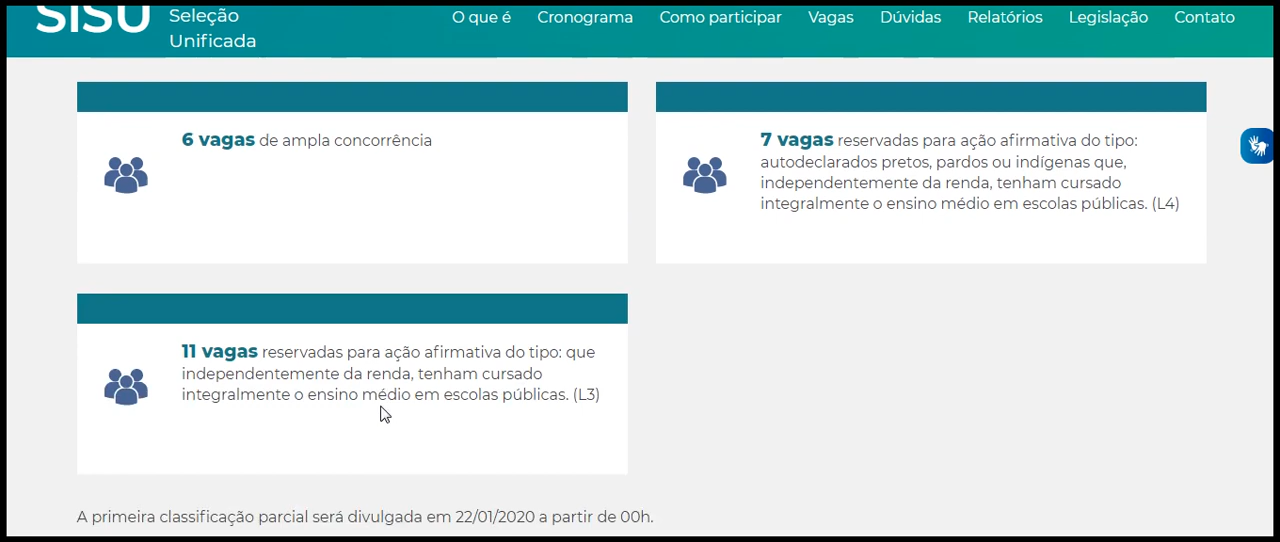 SISU
Seleção
Unificada
O que é Cronograma Como participar Vagas Dúvidas Relatórios Legislação Contato
6 vagas de ampla concorrência
7 vagas reservadas para ação afirmativa do tipo:
autodeclarados pretos, pardos ou indígenas que,
independentemente da renda, tenham cursado
integralmente o ensino médio em escolas públicas. (L4)
11 vagas reservadas para ação afirmativa do tipo: que
independentemente da renda, tenham cursado
integralmente o ensino médio em escolas públicas. (L3)
A primeira classificação parcial será divulgada em 22/01/2020 a partir de 00h.